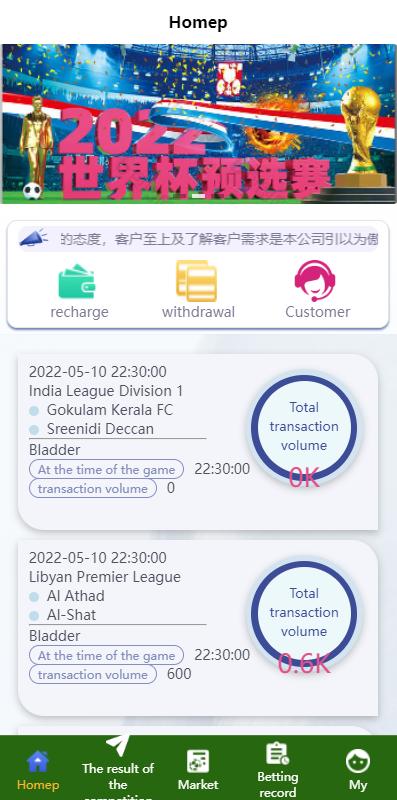 Homep
2022
世界杯预选赛
的态度，客户至上及了解客户需求是本公司引以为傲
recharge
withdrawal
Customer
2022-05-10 22:30:00
India League Division 1
Gokulam Kerala FC
Sreenidi Deccan
Bladder
At the time of the game 22:30:00
transaction volume 0
Total
transaction
volume
0K
2022-05-10 22:30:00
Libyan Premier League
Al Athad
Al-Shat
Bladder
At the time of the game 22:30:00
transaction volume 600
Total
transaction
volume
0.6K
Homep
The result of
the
competition
Market
Betting
record
My